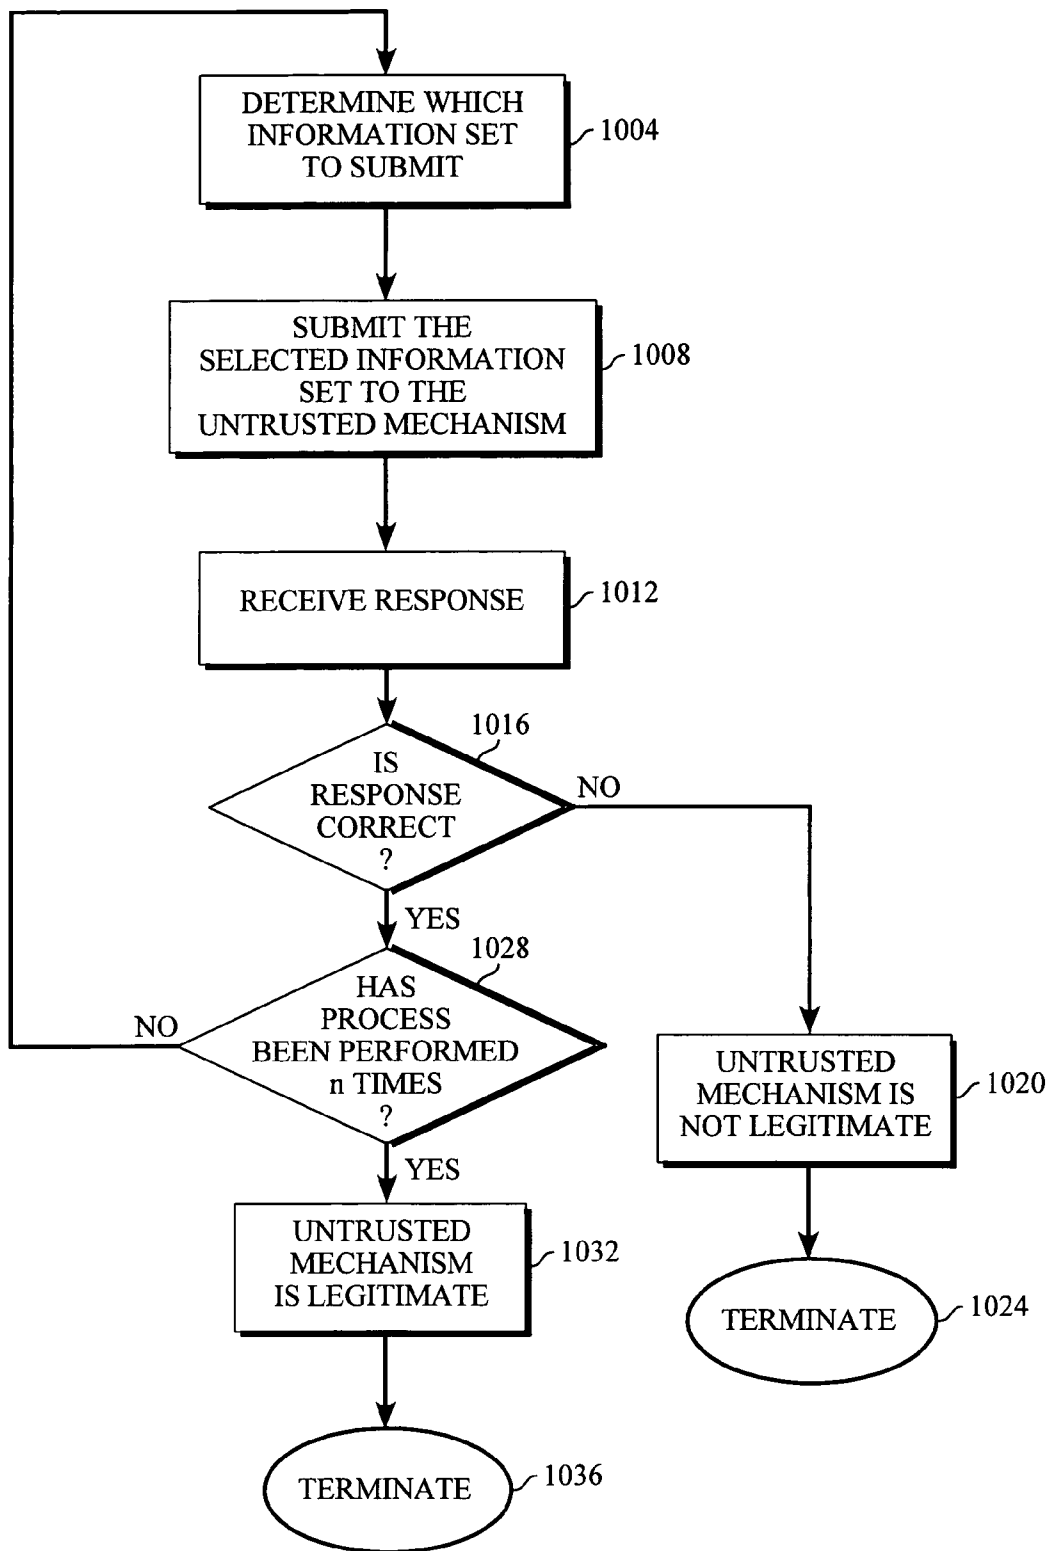 DETERMINE WHICH
INFORMATION SET
TO SUBMIT
1004
SUBMIT THE
SELECTED INFORMATION
SET TO THE
UNTRUSTED MECHANISM
1008
RECEIVE RESPONSE
1012
IS
RESPONSE
CORRECT
?
1016
NO
YES
HAS
PROCESS
BEEN PERFORMED
n TIMES
?
1028
NO
YES
UNTRUSTED
MECHANISM IS
NOT LEGITIMATE
1020
UNTRUSTED
MECHANISM
IS LEGITIMATE
1032
TERMINATE
1024
TERMINATE
1036